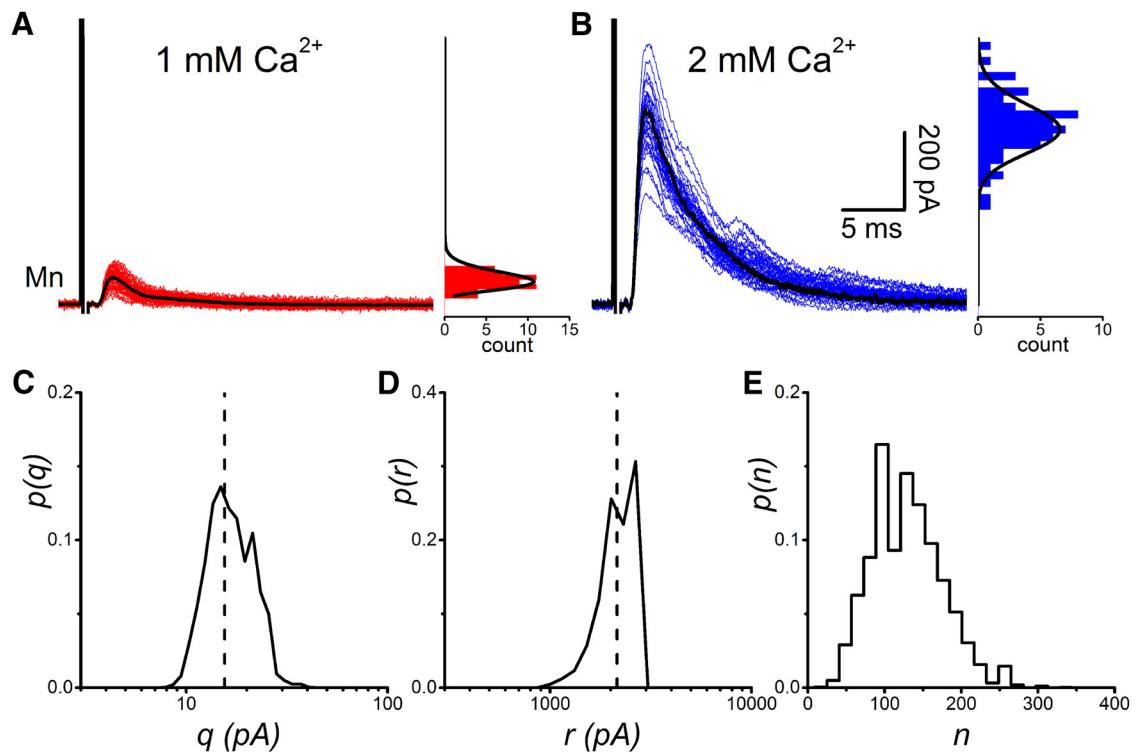 A
1 mM Ca2+
Mn
0 5 10 15
count
B
2 mM Ca2+
200 pA
5 ms
0 5 10
count
C
0.2
0.1
0.0
p(q)
10 100
q (pA)
D
0.4
0.2
0.0
p(r)
1000 10000
r (pA)
E
0.2
0.1
0.0
p(n)
0 100 200 300 400
n